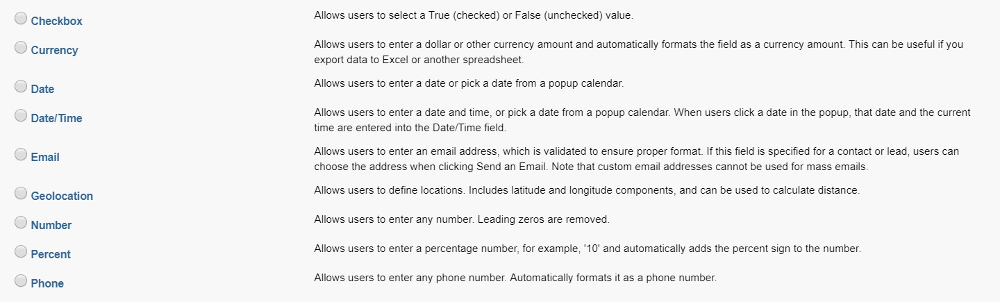 Checkbox
Allows users to select a True (checked) or False (unchecked) value.
Currency
Allows users to enter a dollar or other currency amount and automatically formats the field as a currency amount. This can be useful if you
export data to Excel or another spreadsheet.
Date
Allows users to enter a date or pick a date from a popup calendar.
Date/Time
Allows users to enter a date and time, or pick a date from a popup calendar. When users click a date in the popup, that date and the current
time are entered into the Date/Time field.
Email
Allows users to enter an email address, which is validated to ensure proper format. If this field is specified for a contact or lead, users can
choose the address when clicking Send an Email. Note that custom email addresses cannot be used for mass emails.
Geolocation
Allows users to define locations. Includes latitude and longitude components, and can be used to calculate distance.
Number
Allows users to enter any number. Leading zeros are removed.
Percent
Allows users to enter a percentage number, for example, '10' and automatically adds the percent sign to the number.
Phone
Allows users to enter any phone number. Automatically formats it as a phone number.